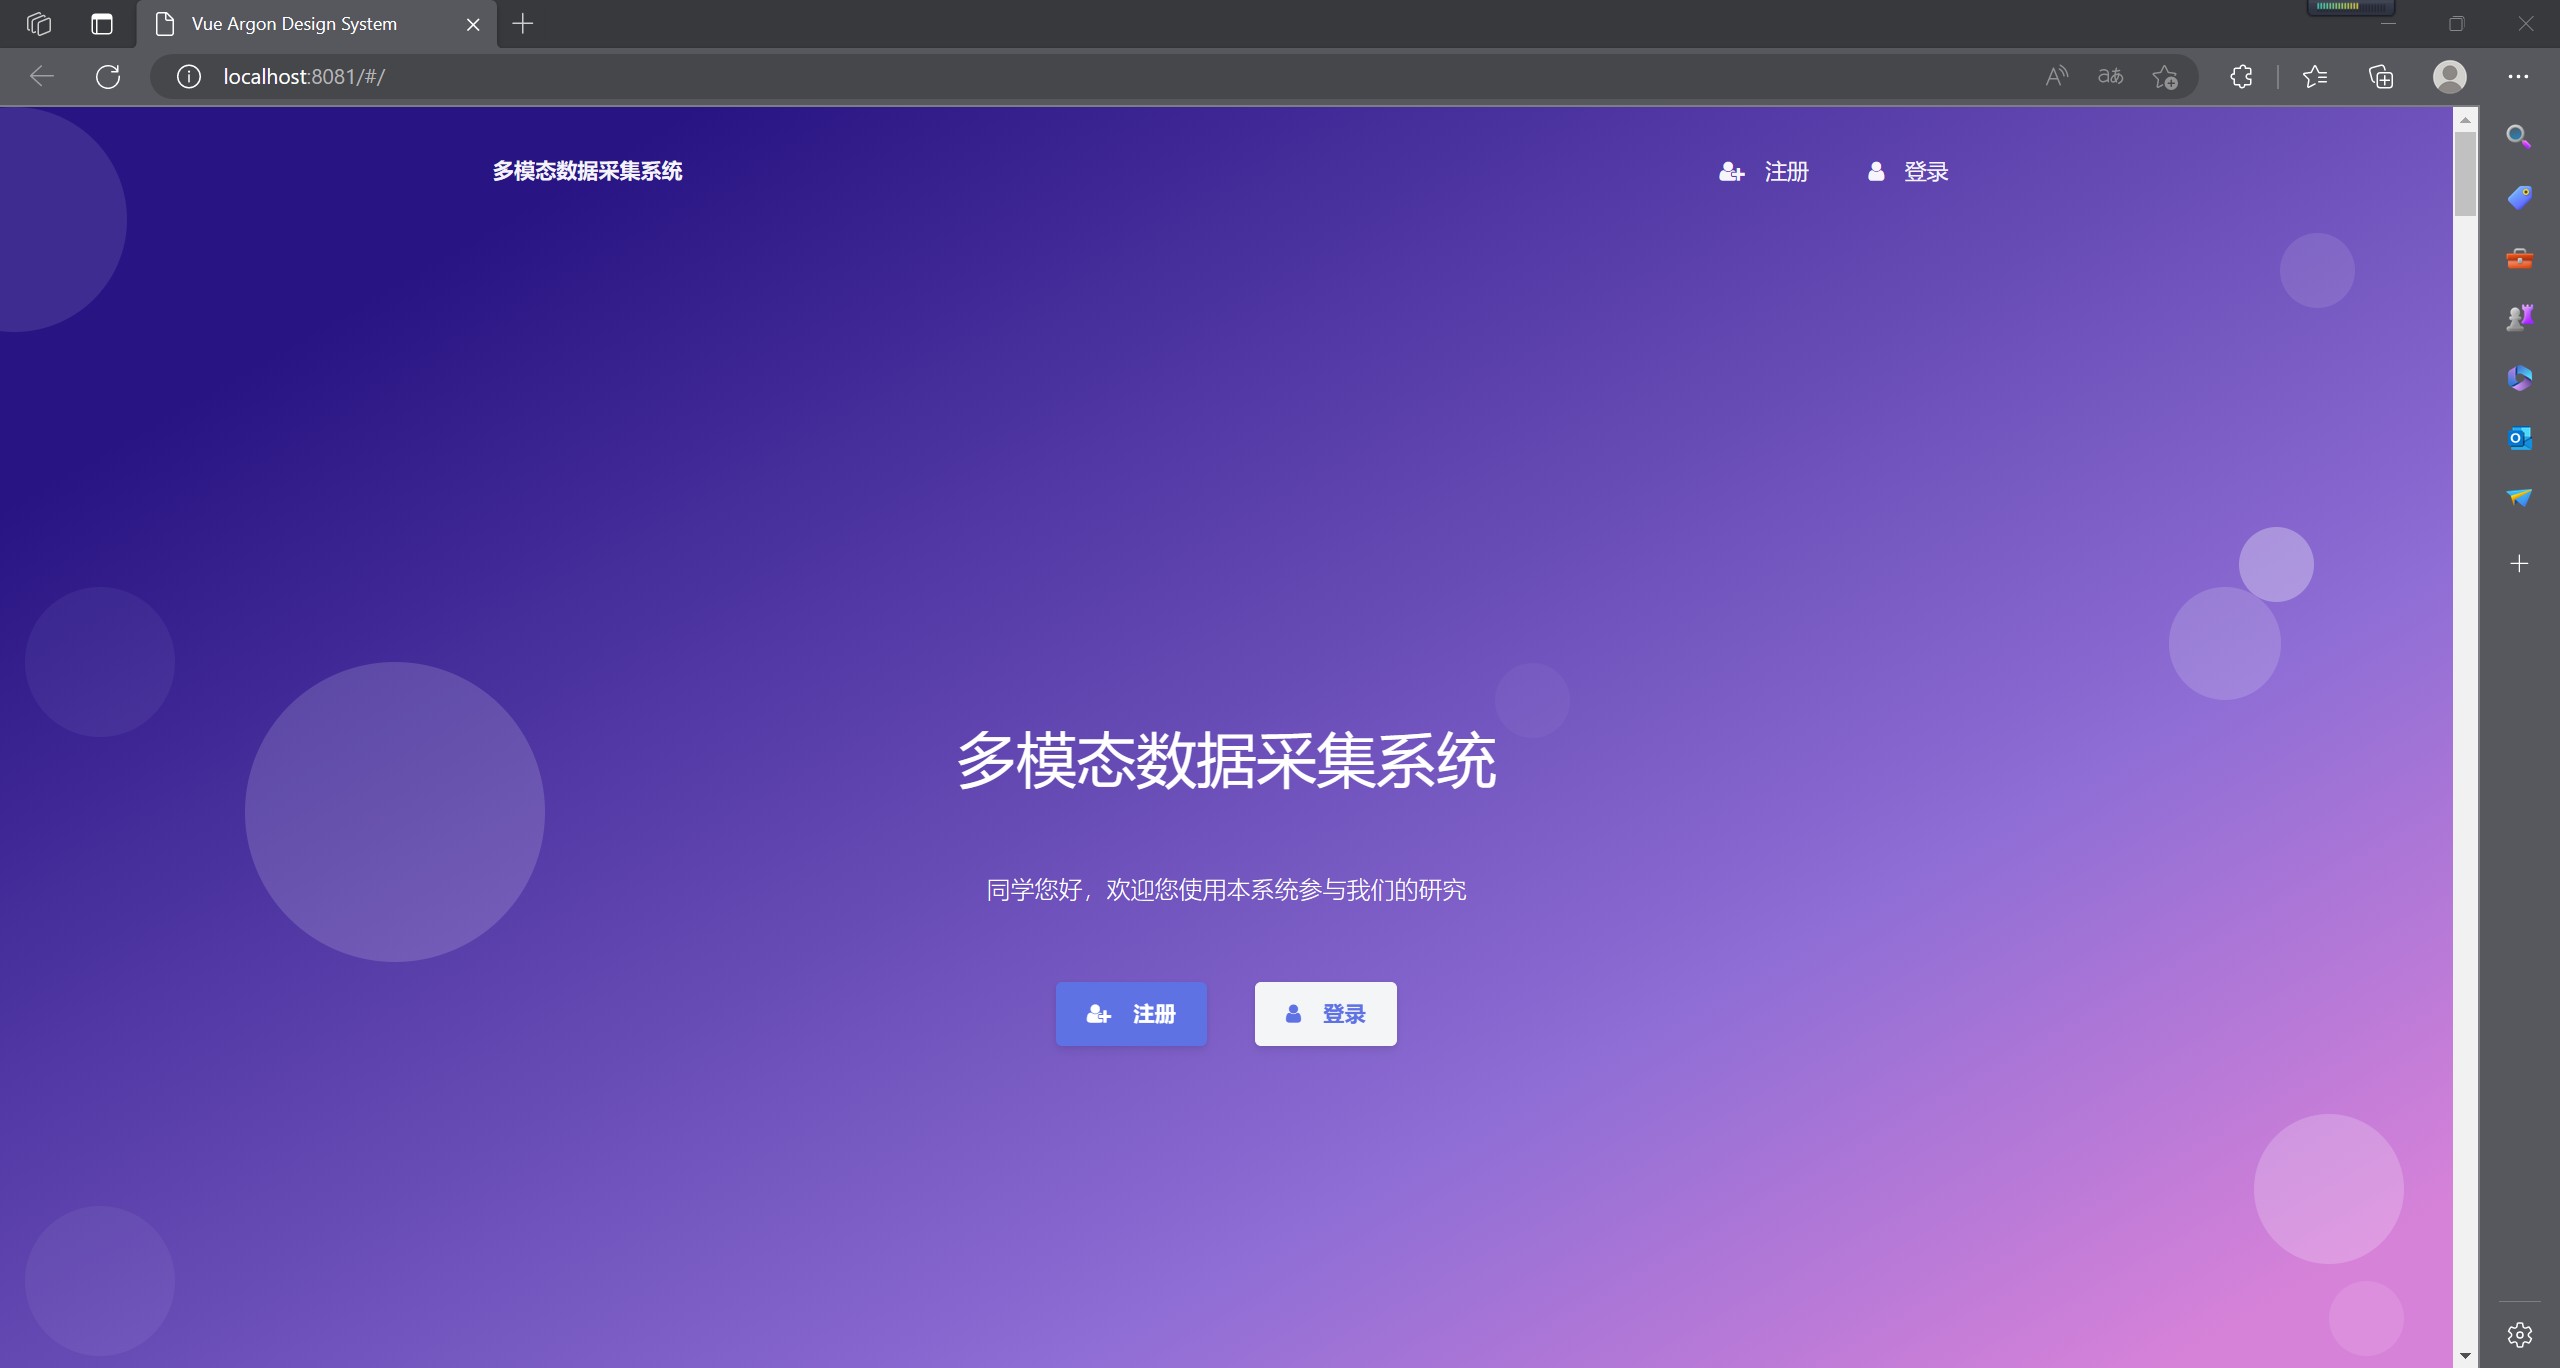 Vue Argon Design System
localhost:8081/#/
多模态数据采集系统
注册
登录
多模态数据采集系统
同学您好，欢迎您使用本系统参与我们的研究
注册
登录